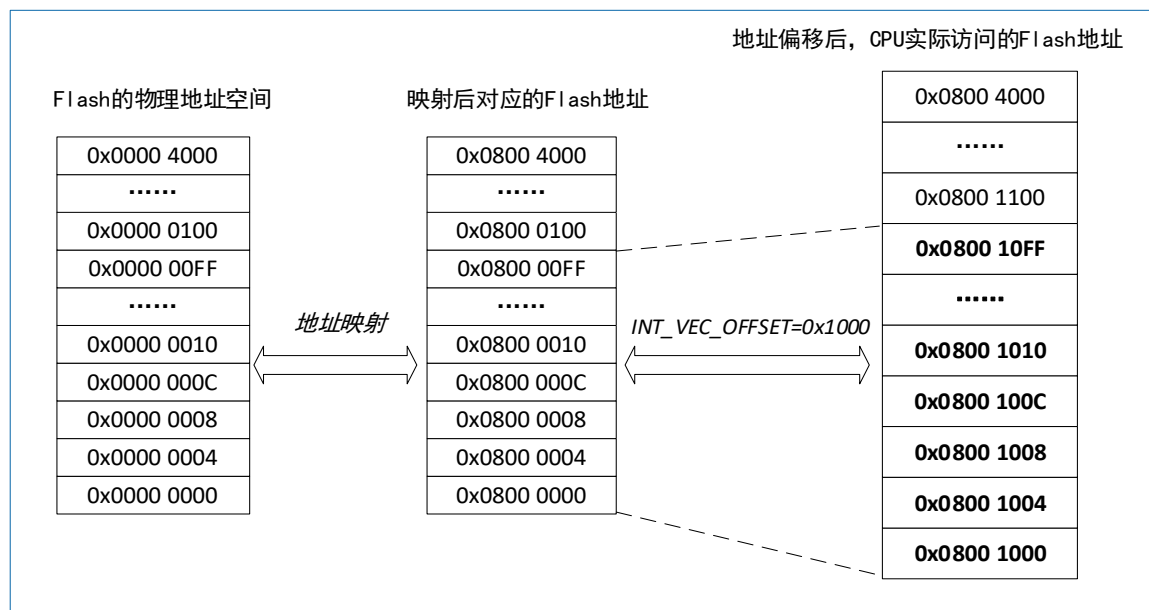 地址偏移后，CPU实际访问的Flash地址
Flash的物理地址空间
映射后对应的Flash地址
0x0000 4000
……
0x0000 0100
0x0000 00FF
……
0x0000 0010
0x0000 000C
0x0000 0008
0x0000 0004
0x0000 0000
地址映射
0x0800 4000
……
0x0800 0100
0x0800 00FF
……
0x0800 0010
0x0800 000C
0x0800 0008
0x0800 0004
0x0800 0000
INT_VEC_OFFSET=0x1000
0x0800 4000
……
0x0800 1100
0x0800 10FF
……
0x0800 1010
0x0800 100C
0x0800 1008
0x0800 1004
0x0800 1000